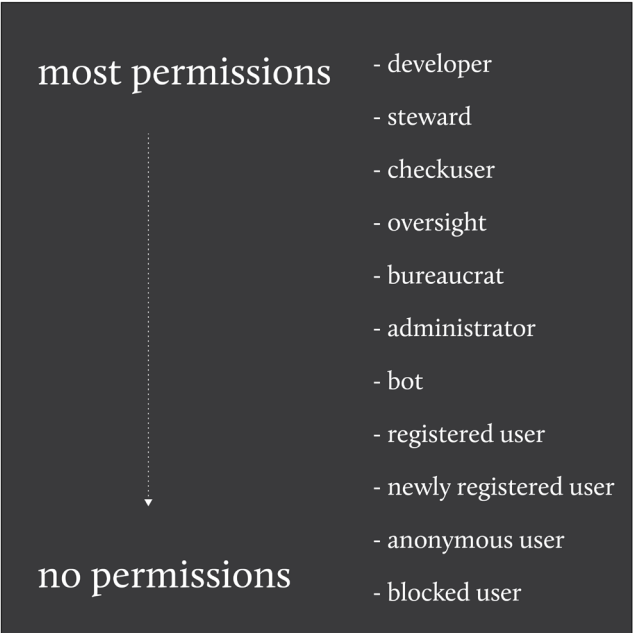 most permissions
- developer
- steward
- checkuser
- oversight
- bureaucrat
- administrator
- bot
- registered user
- newly registered user
- anonymous user
no permissions
- blocked user